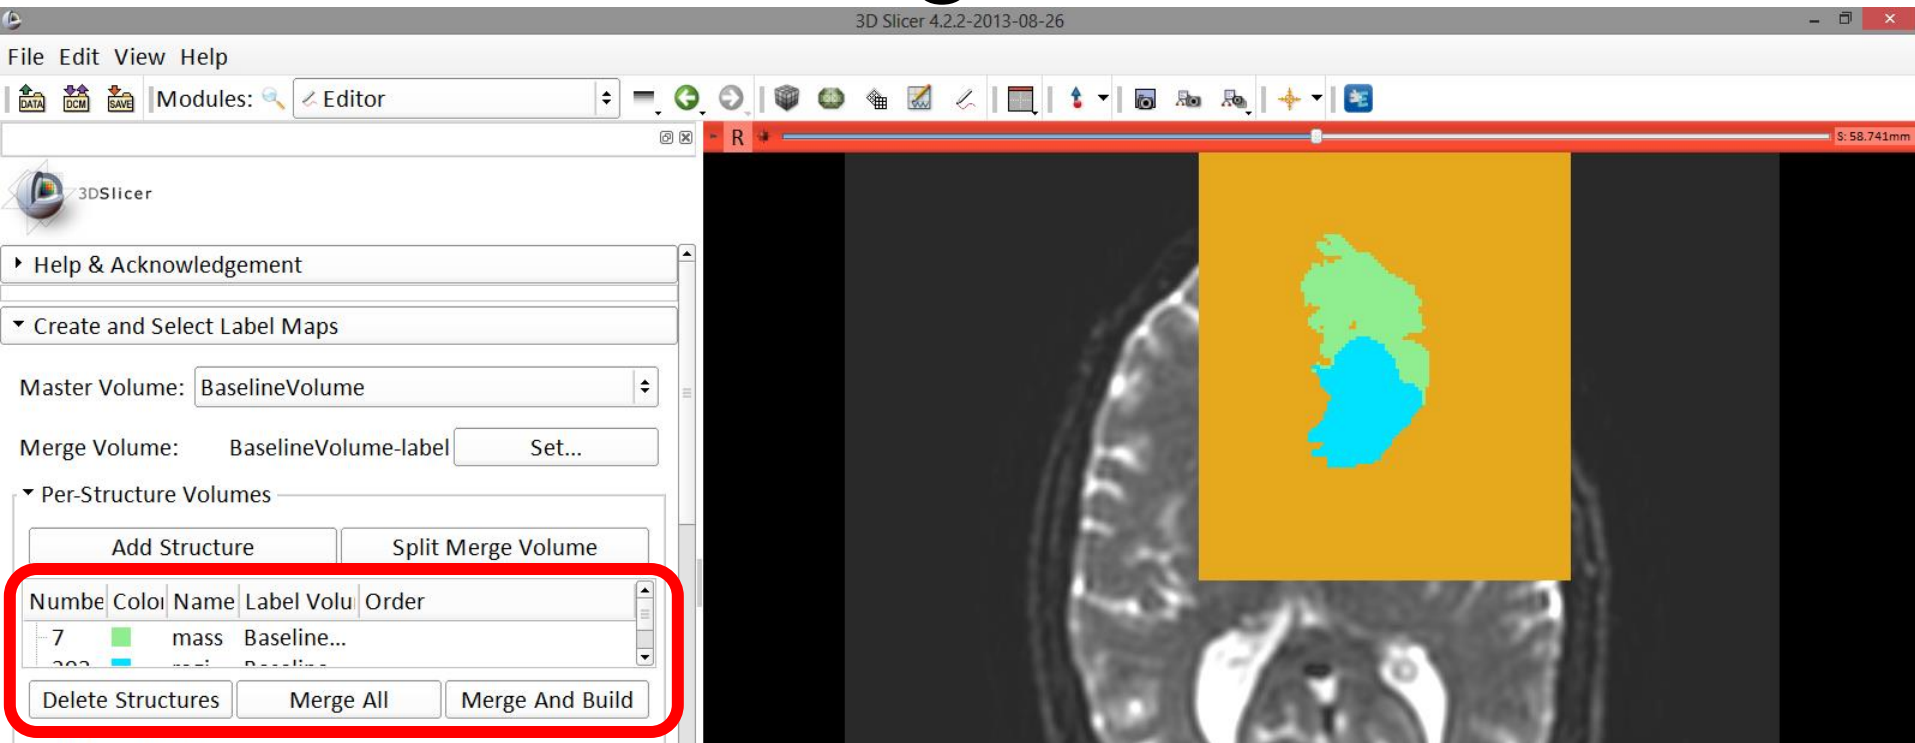 3D Slicer 4.2.2-2013-08-26
File Edit View Help
DATA DCM SAVE Modules: Editor
R S: 58.741mm
3DSlicer
Help & Acknowledgement
Create and Select Label Maps
Master Volume: BaselineVolume
Merge Volume: BaselineVolume-label Set...
Per-Structure Volumes
Add Structure Split Merge Volume
Numbe Colo Name Label Volu Order
7 mass Baseline...
Delete Structures Merge All Merge And Build